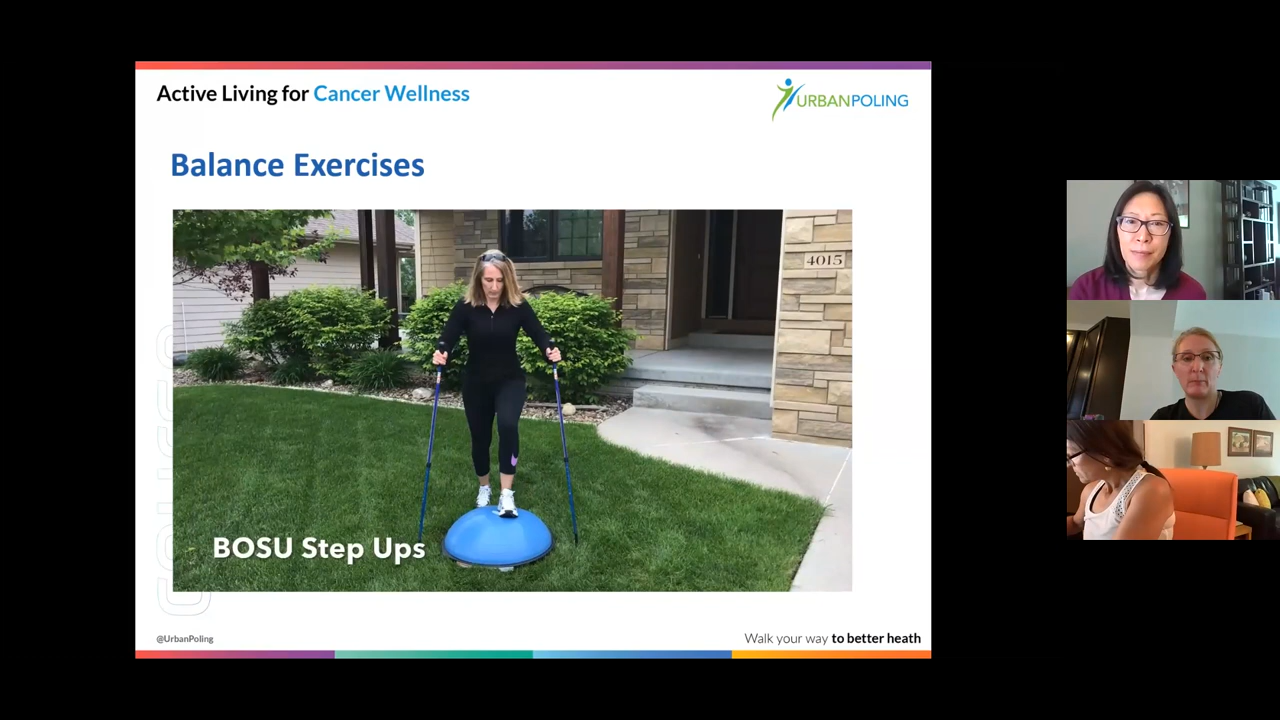 Active Living for Cancer Wellness
URBANPOLING
Balance Exercises
4015
BOSU Step Ups
@UrbanPoling
Walk your way to better heath